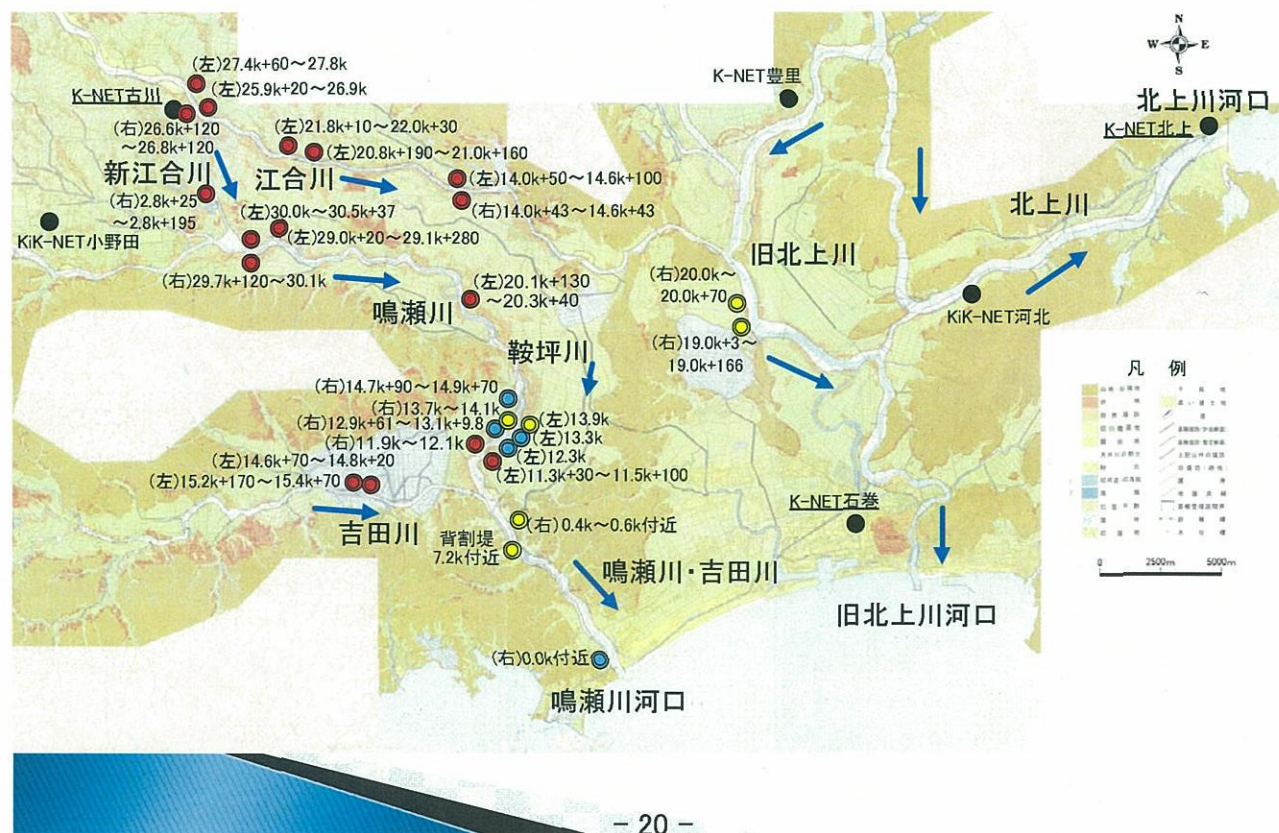 N
W E
S
(左)27.4k+60～27.8k
K-NET古川
(左)25.9k+20～26.9k
(右)26.6k+120
～26.8k+120
(左)21.8k+10～22.0k+30
(左)20.8k+190～21.0k+160
新江合川
江合川
(右)2.8k+25
～2.8k+195
(左)14.0k+50～14.6k+100
(右)14.0k+43～14.6k+43
KiK-NET小野田
(左)30.0k～30.5k+37
(左)29.0k+20～29.1k+280
(右)29.7k+120～30.1k
鳴瀬川
(左)20.1k+130
～20.3k+40
K-NET豊里
北上川河口
K-NET北上
北上川
旧北上川
KiK-NET河北
(右)20.0k～
20.0k+70
(右)19.0k+3～
19.0k+166
鞍坪川
(右)14.7k+90～14.9k+70
(右)13.7k～14.1k
(右)12.9k+61～13.1k+9.8
(右)11.9k～12.1k
(左)13.9k
(左)13.3k
(左)12.3k
(左)11.3k+30～11.5k+100
(左)14.6k+70～14.8k+20
(左)15.2k+170～15.4k+70
吉田川
(右)0.4k～0.6k付近
背割堤
7.2k付近
鳴瀬川・吉田川
K-NET石巻
旧北上川河口
(右)0.0k付近
鳴瀬川河口
凡 例
0 2500m 5000m
- 20 -